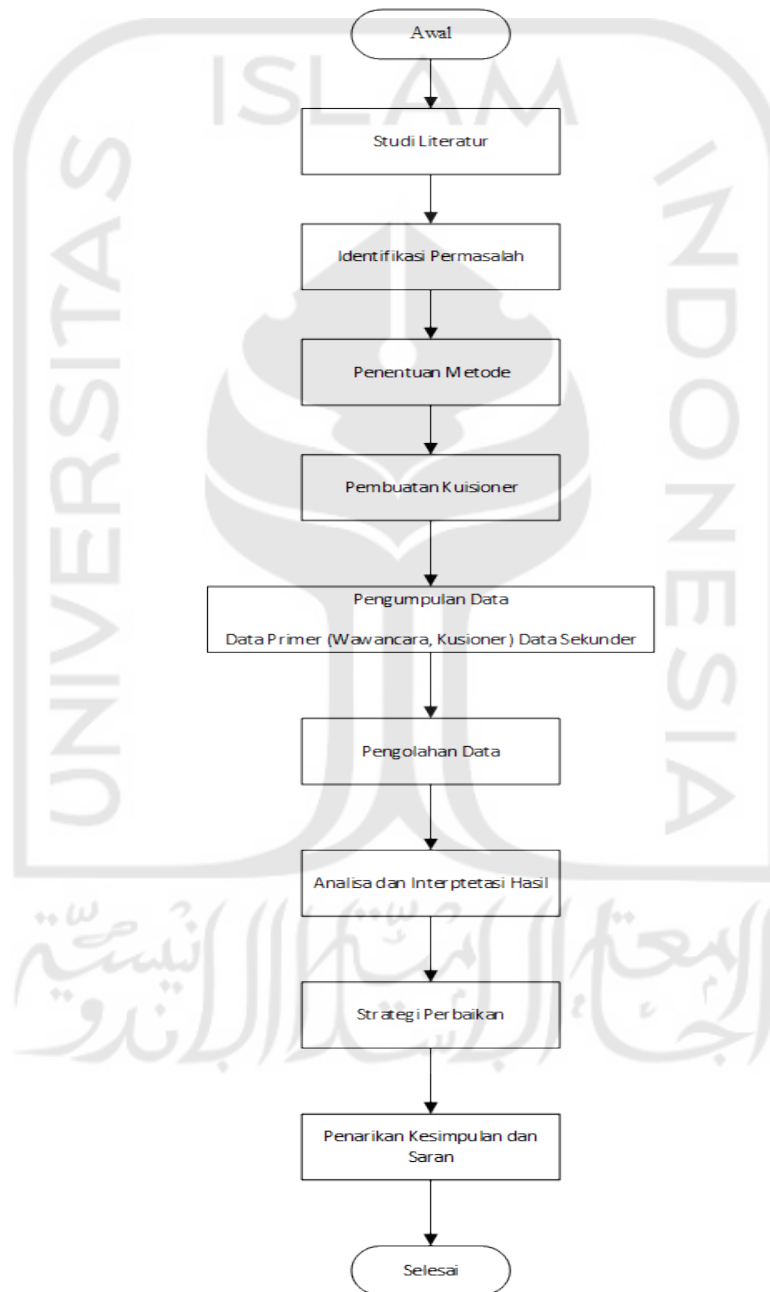 Awal
ISLAM
UNIVERSITAS
INDONESIA
Studi Literatur
Identifikasi Permasalah
Penentuan Metode
Pembuatan Kuisioner
Pengumpulan Data
Data Primer (Wawancara, Kusioner) Data Sekunder
Pengolahan Data
Analisa dan Interptetasi Hasil
Strategi Perbaikan
Penarikan Kesimpulan dan
Saran
Selesai